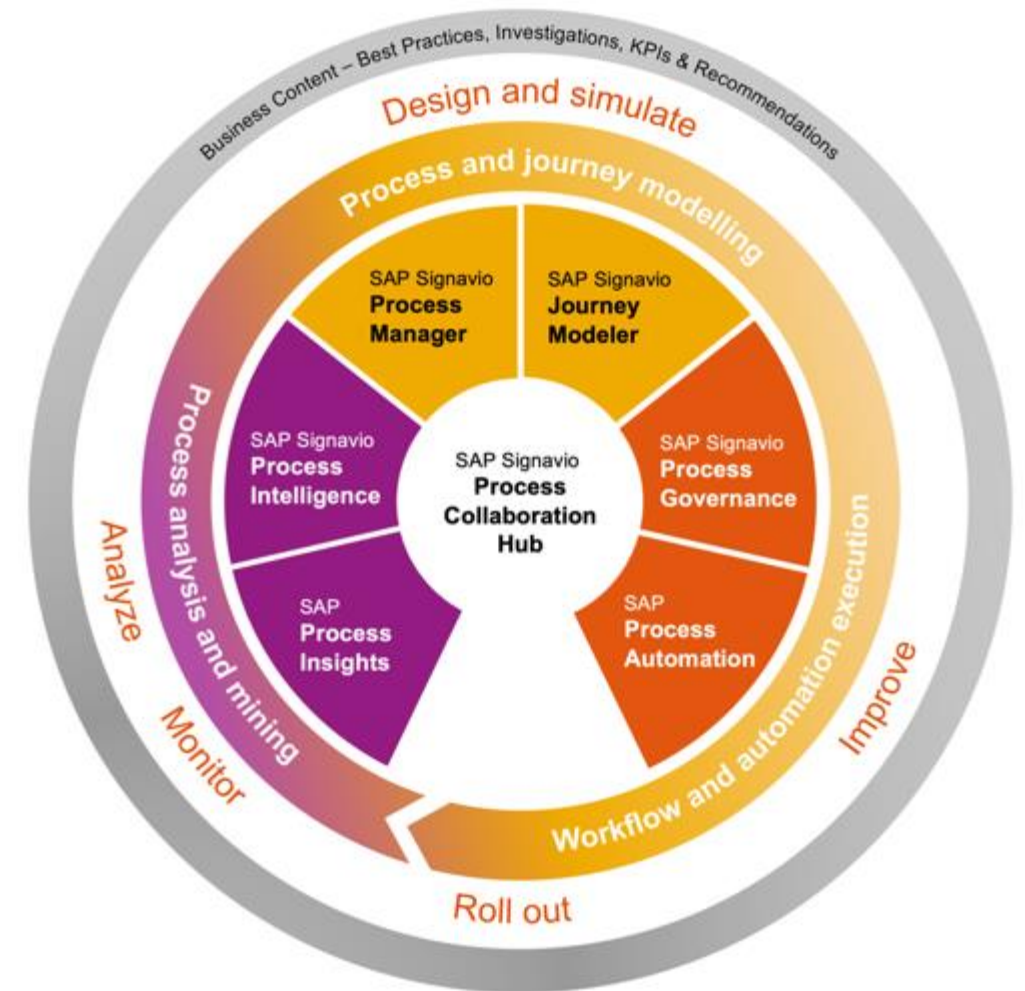 Business Content – Best Practices, Investigations, KPIs & Recommendations
Design and simulate
Process and journey modelling
SAP Signavio
Process
Manager
SAP Signavio
Journey
Modeler
SAP Signavio
Process
Intelligence
SAP Signavio
Process
Collaboration
Hub
SAP Signavio
Process
Governance
SAP
Process
Insights
SAP
Process
Automation
Process analysis and mining
Workflow and automation execution
Analyze
Monitor
Improve
Roll out